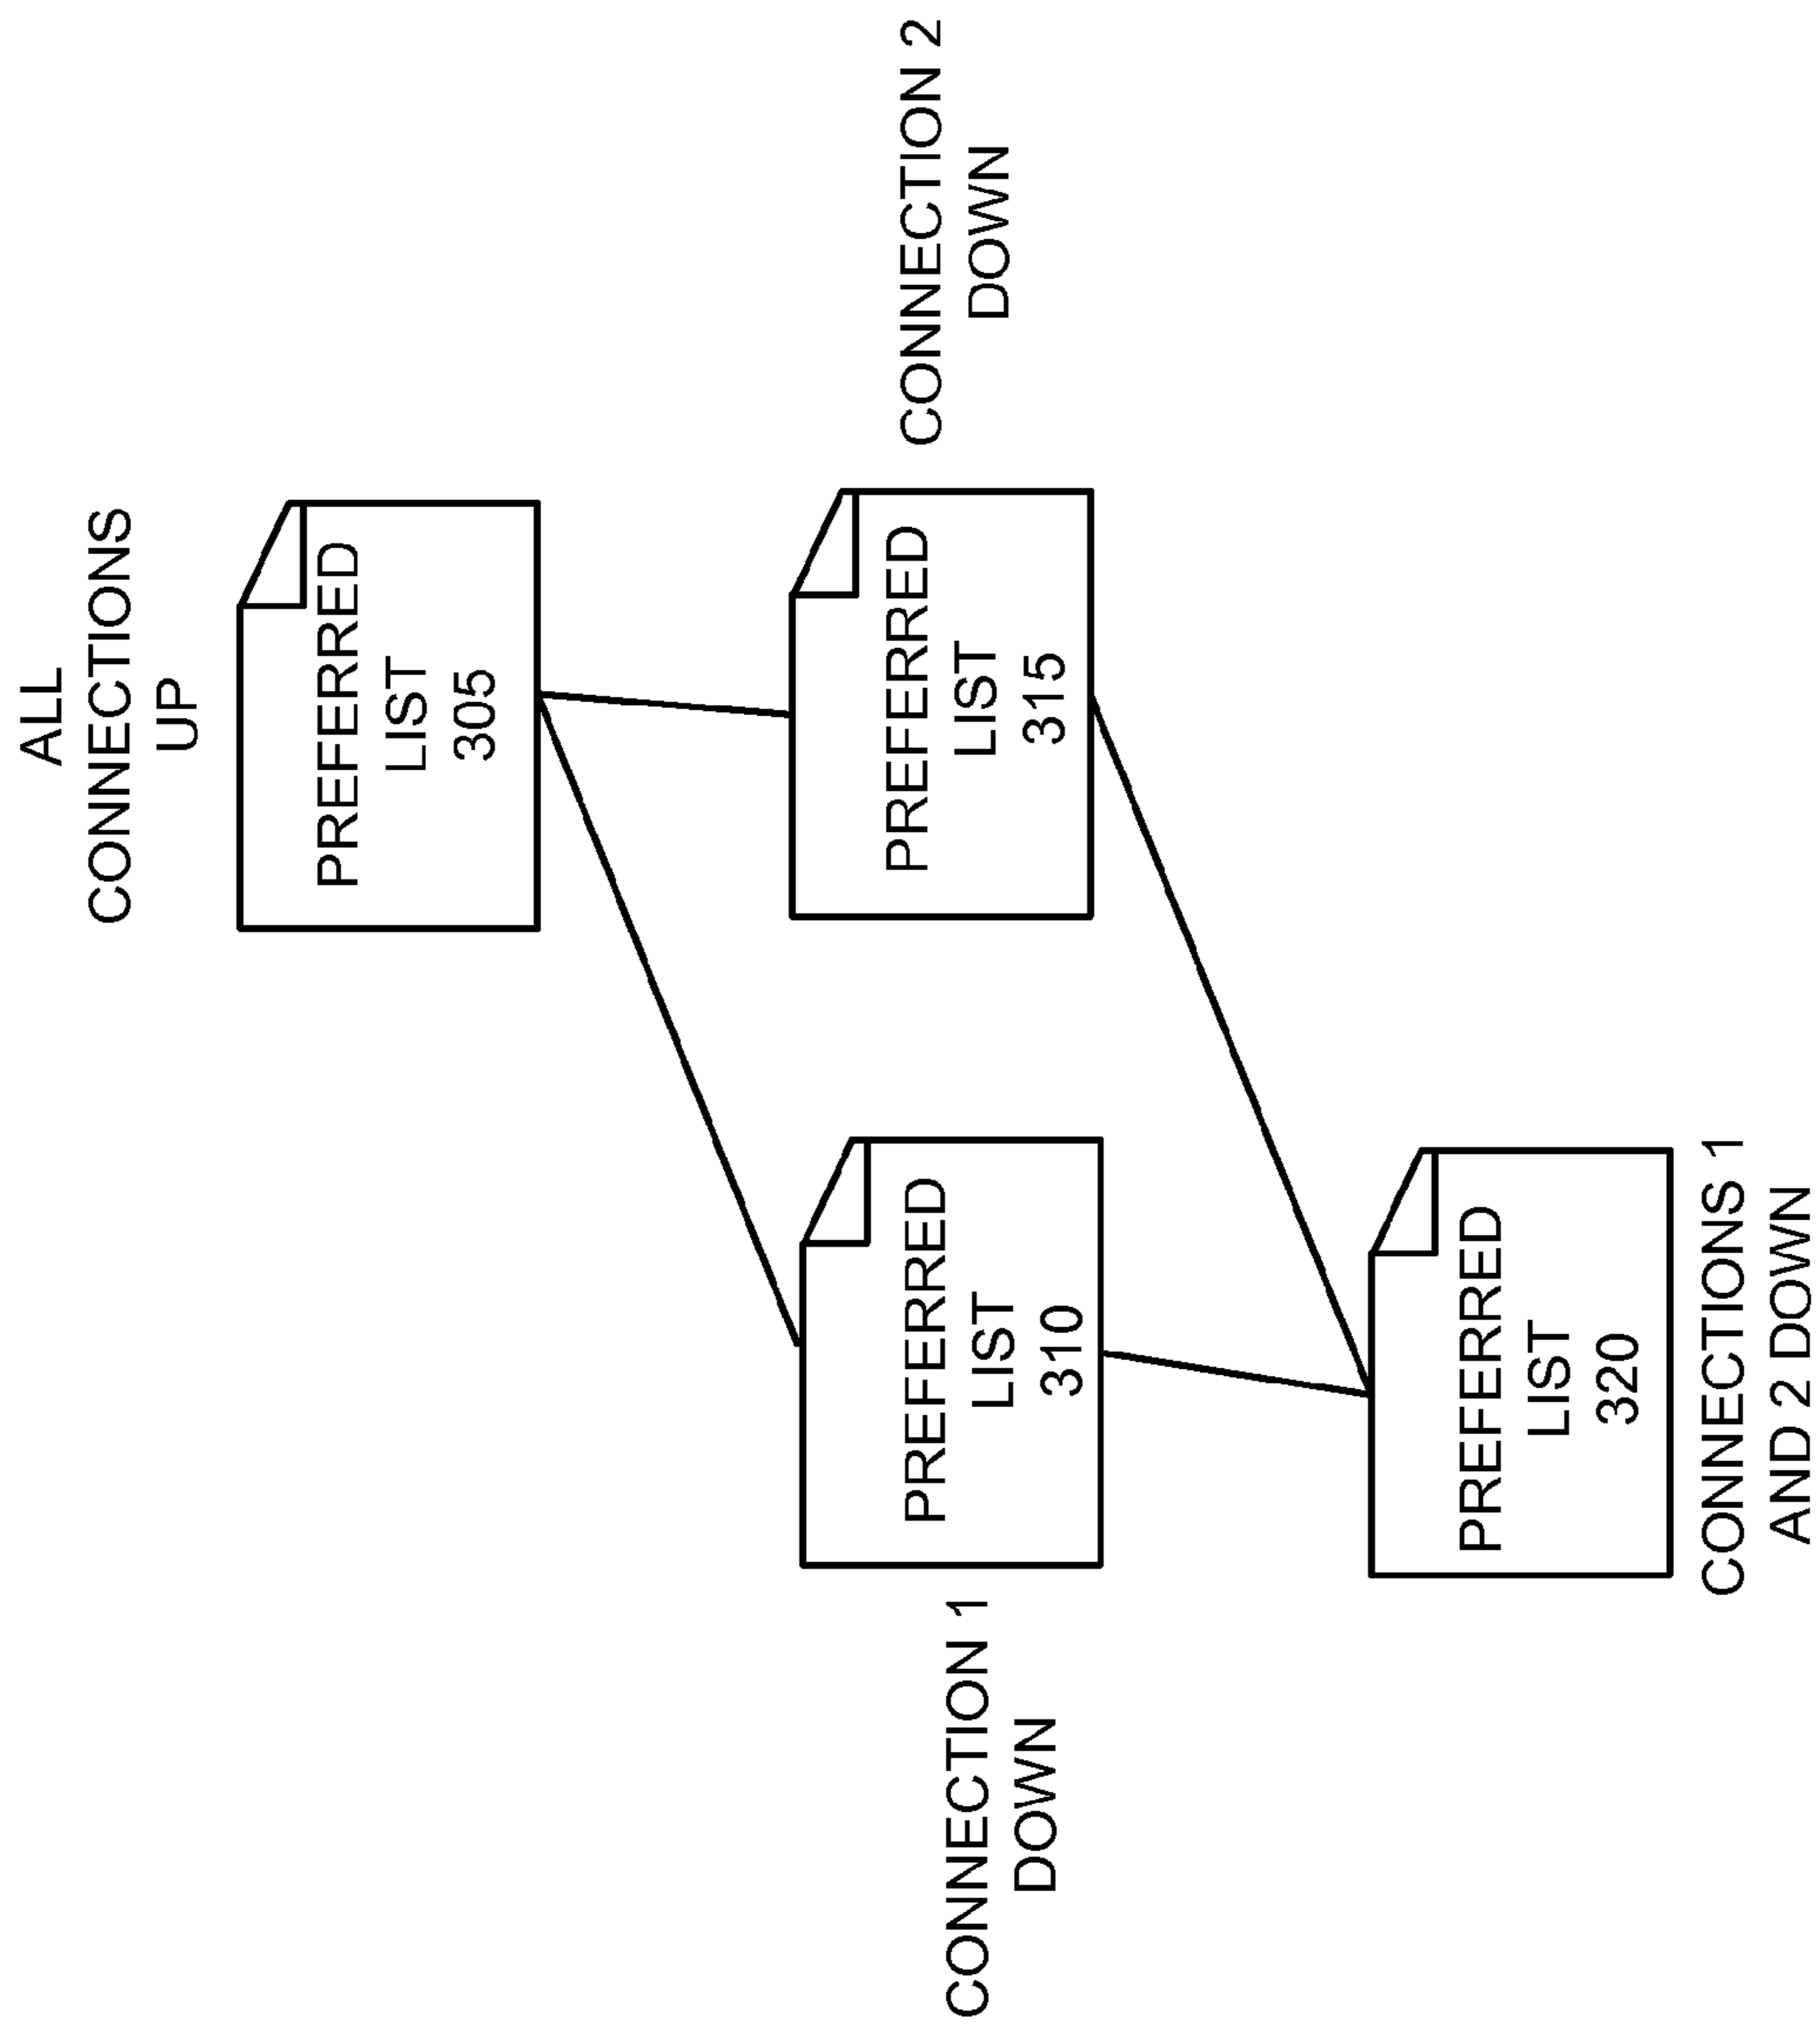 ALL
CONNECTIONS
UP
PREFERRED
LIST
305
CONNECTION 1
DOWN
PREFERRED
LIST
310
PREFERRED
LIST
315
CONNECTION 2
DOWN
PREFERRED
LIST
320
CONNECTIONS 1
AND 2 DOWN